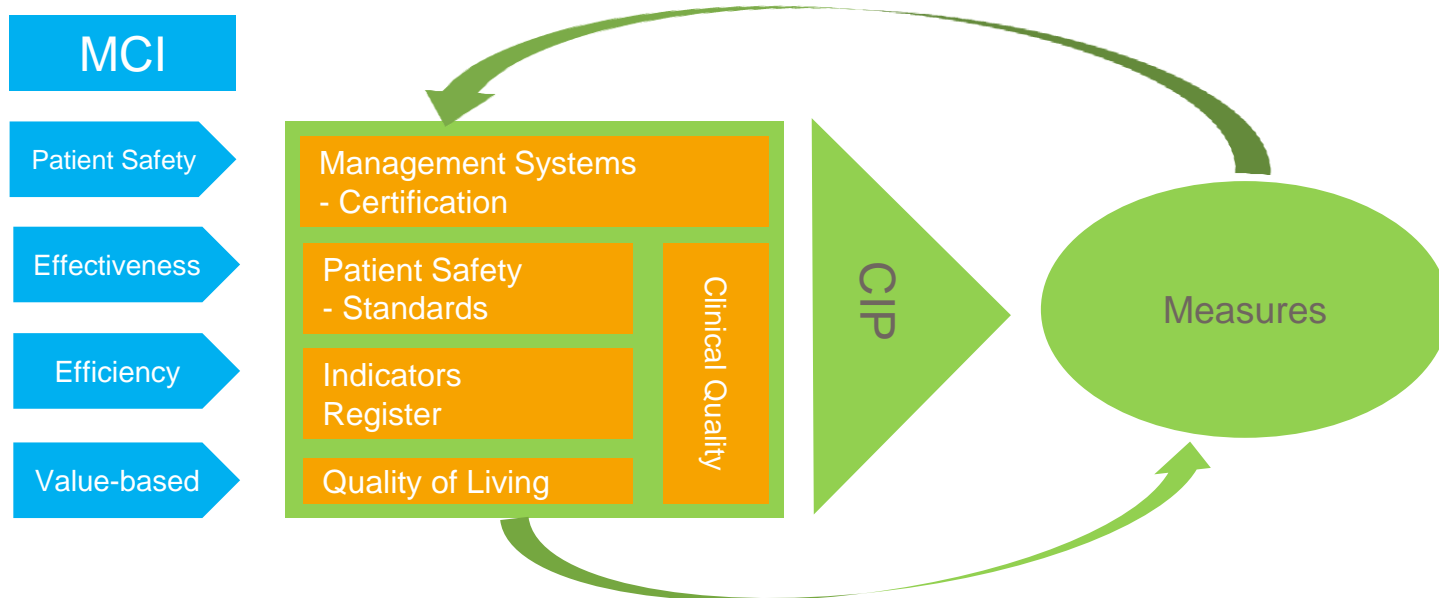 MCI
Patient Safety
Effectiveness
Efficiency
Value-based
Management Systems
- Certification
Patient Safety
- Standards
Indicators
Register
Quality of Living
Clinical Quality
CIP
Measures